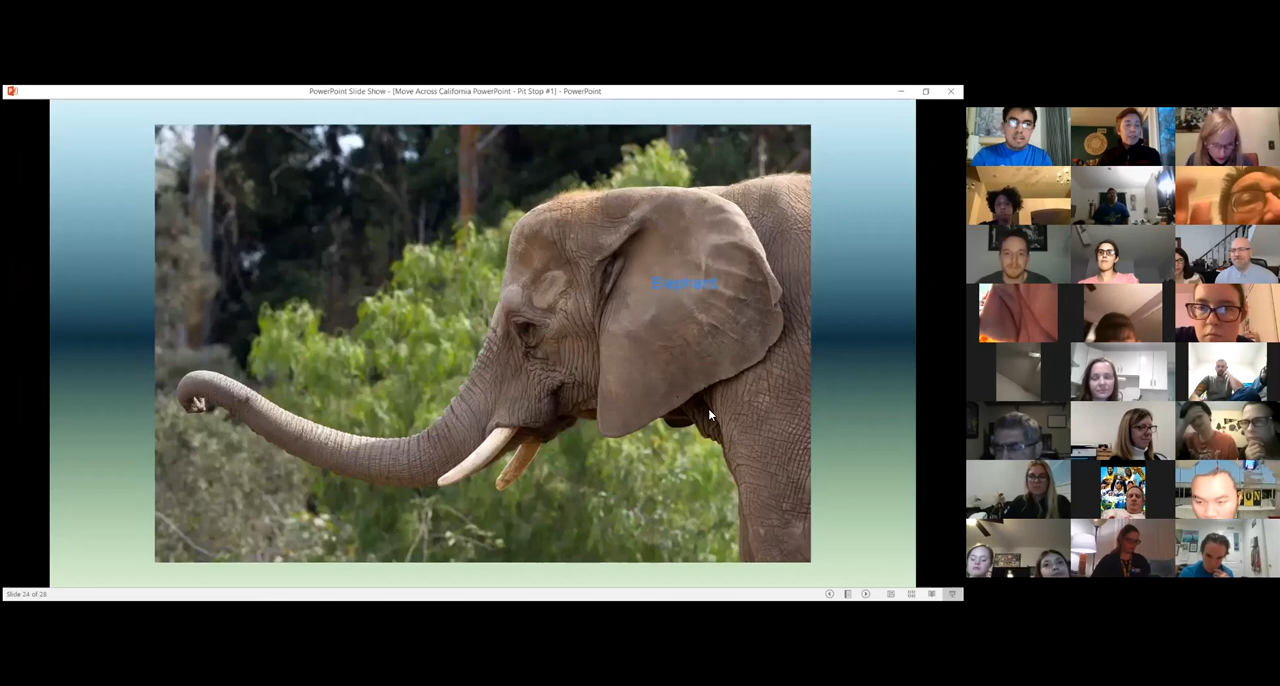 PowerPoint Slide Show - [Move Across California PowerPoint - Pit Stop #1] - PowerPoint
Elephant
Slide 24 of 28